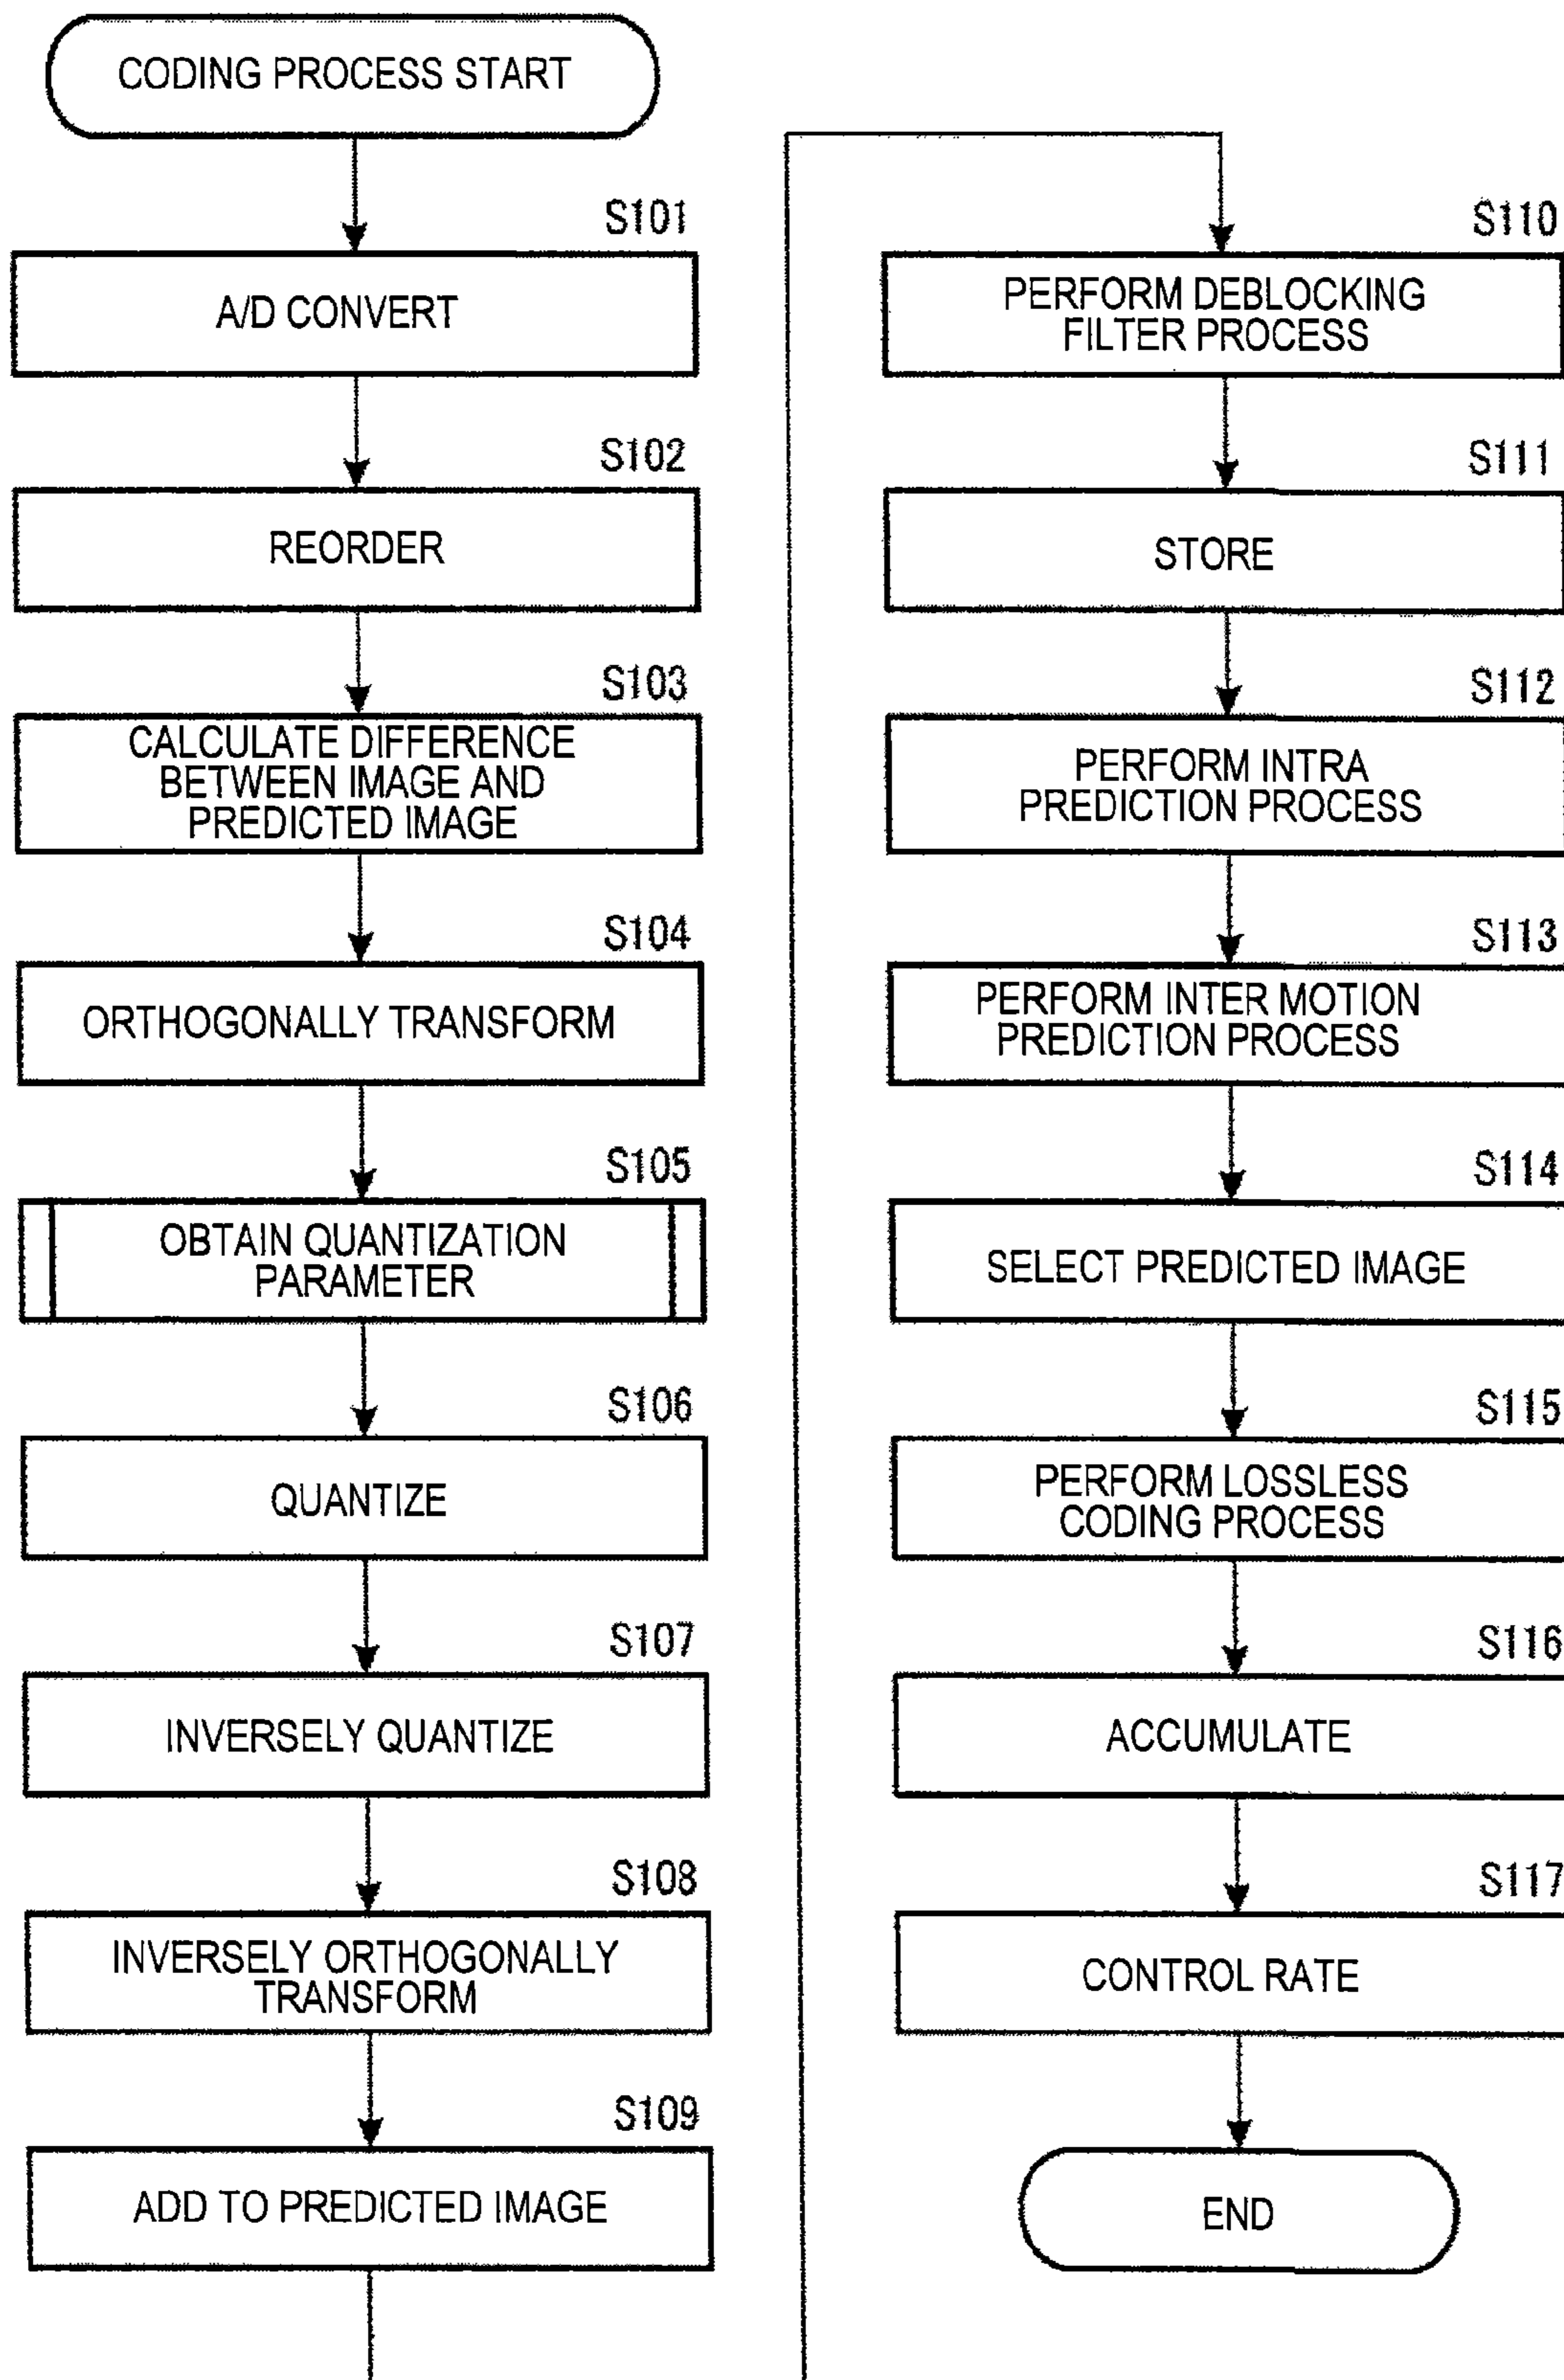 CODING PROCESS START
S101
A/D CONVERT
S102
REORDER
S103
CALCULATE DIFFERENCE
BETWEEN IMAGE AND
PREDICTED IMAGE
S104
ORTHOGONALLY TRANSFORM
S105
OBTAIN QUANTIZATION
PARAMETER
S106
QUANTIZE
S107
INVERSELY QUANTIZE
S108
INVERSELY ORTHOGONALLY
TRANSFORM
S109
ADD TO PREDICTED IMAGE
S110
PERFORM DEBLOCKING
FILTER PROCESS
S111
STORE
S112
PERFORM INTRA
PREDICTION PROCESS
S113
PERFORM INTER MOTION
PREDICTION PROCESS
S114
SELECT PREDICTED IMAGE
S115
PERFORM LOSSLESS
CODING PROCESS
S116
ACCUMULATE
S117
CONTROL RATE
END